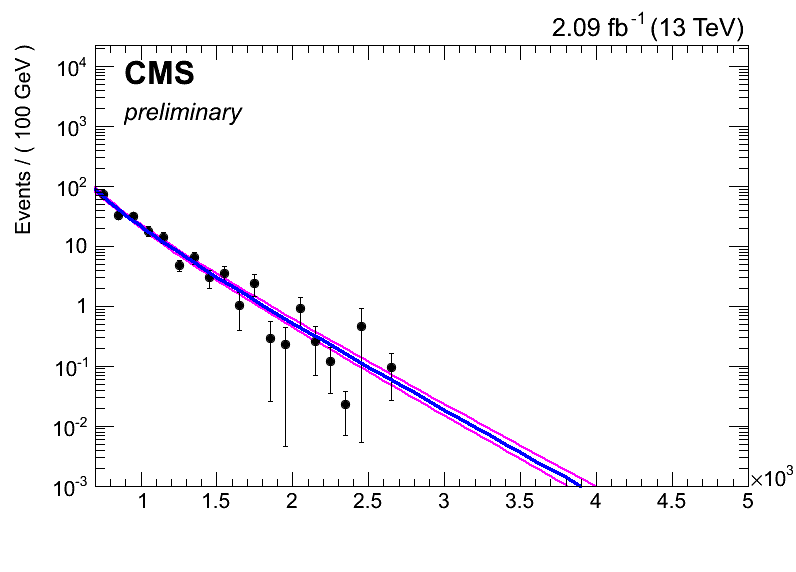 2.09 fb⁻¹ (13 TeV)
CMS
preliminary
Events / ( 100 GeV )
10⁴
10³
10²
10
1
10⁻¹
10⁻²
10⁻³
1 1.5 2 2.5 3 3.5 4 4.5 5
×10³